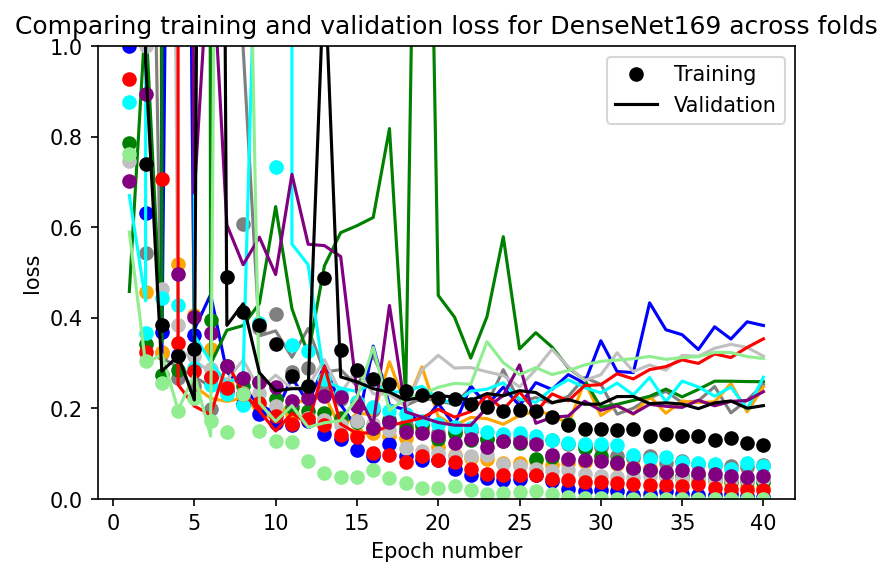 Comparing training and validation loss for DenseNet169 across folds
1.0
0.8
0.6
0.4
0.2
0.0
loss
Training
Validation
0 5 10 15 20 25 30 35 40
Epoch number